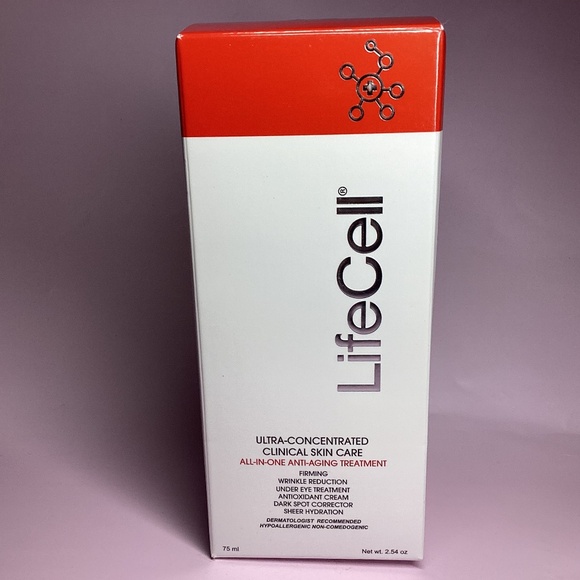 LifeCell®
ULTRA-CONCENTRATED
CLINICAL SKIN CARE
ALL-IN-ONE ANTI-AGING TREATMENT
FIRMING
WRINKLE REDUCTION
UNDER EYE TREATMENT
ANTIOXIDANT CREAM
DARK SPOT CORRECTOR
SHEER HYDRATION
DERMATOLOGIST RECOMMENDED
HYPOALLERGENIC NON-COMEDOGENIC
75 ml Net wt. 2.54 oz